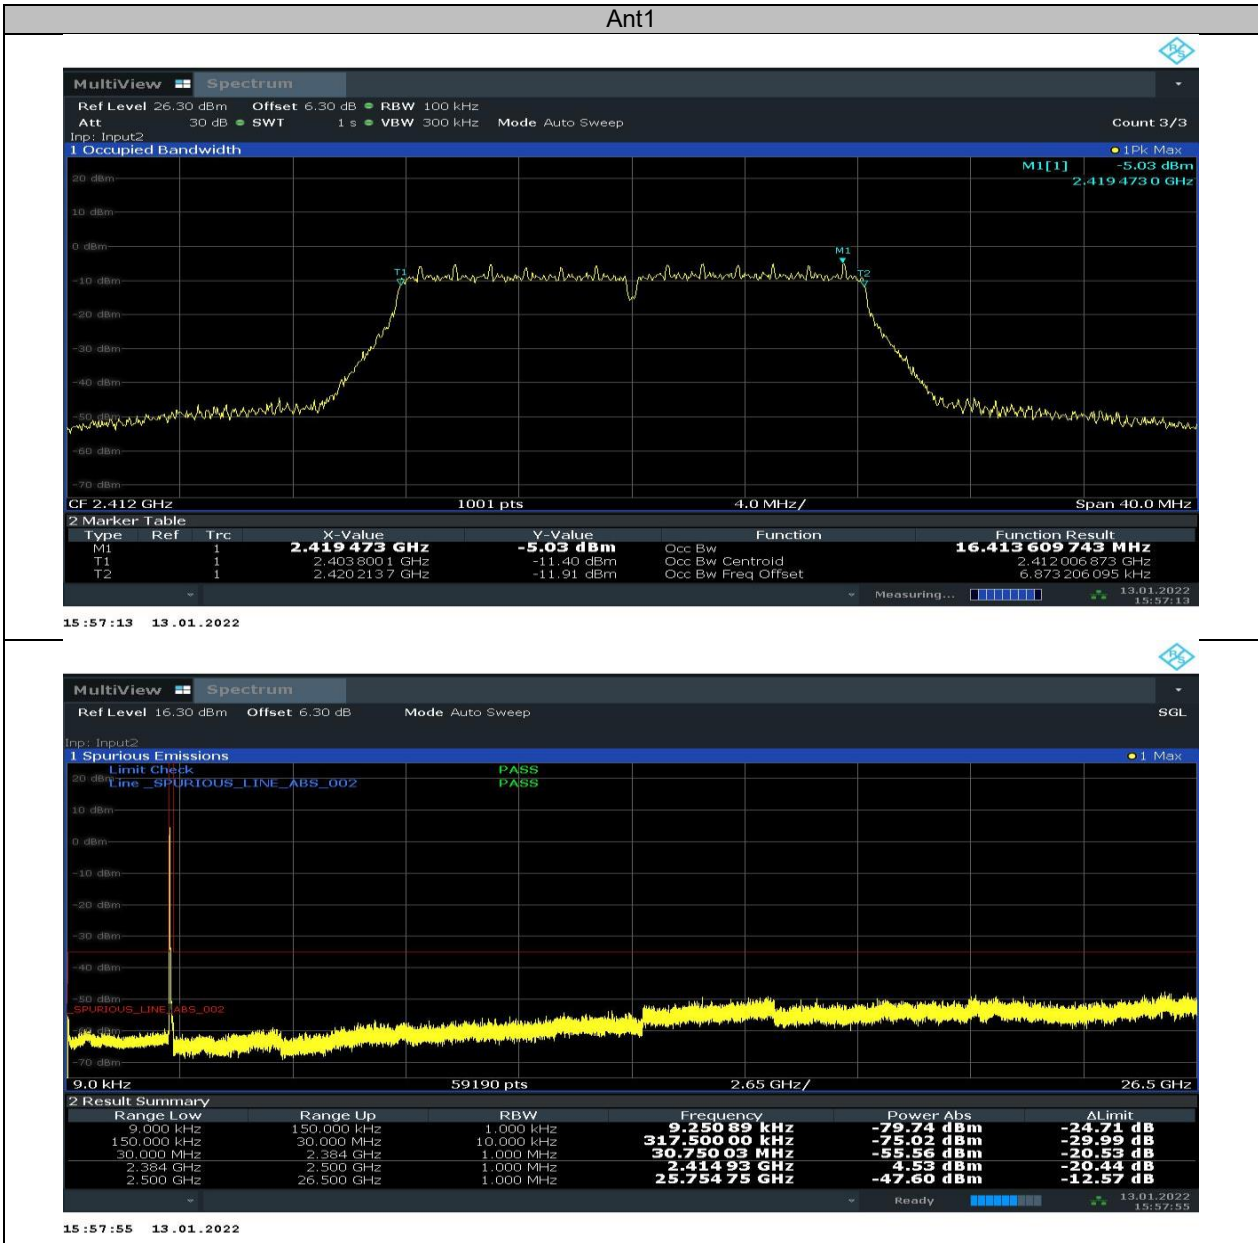 Ant1
R&S
MultiView Spectrum
Ref Level 26.30 dBm Offset 6.30 dB RBW 100 kHz
Att 30 dB SWT 1 s VBW 300 kHz Mode Auto Sweep Count 3/3
Inp: Input2
1 Occupied Bandwidth 1Pk Max
M1[1] -5.03 dBm
2.419 473 0 GHz
20 dBm
10 dBm
0 dBm
M1
T1 T2
-10 dBm
-20 dBm
-30 dBm
-40 dBm
-50 dBm
-60 dBm
-70 dBm
CF 2.412 GHz 1001 pts 4.0 MHz/ Span 40.0 MHz
2 Marker Table
Type Ref Trc X-Value Y-Value Function Function Result
M1 1 2.419 473 GHz -5.03 dBm Occ Bw 16.413 609 743 MHz
T1 1 2.403 800 1 GHz -11.40 dBm Occ Bw Centroid 2.412 006 873 GHz
T2 1 2.420 213 7 GHz -11.91 dBm Occ Bw Freq Offset 6.873 206 095 kHz
Measuring... 13.01.2022
15:57:13
15:57:13 13.01.2022
R&S
MultiView Spectrum
Ref Level 16.30 dBm Offset 6.30 dB Mode Auto Sweep SGL
Inp: Input2
1 Spurious Emissions 1 Max
Limit Check PASS
20 dBm
Line _SPURIOUS_LINE_ABS_002 PASS
10 dBm
0 dBm
-10 dBm
-20 dBm
-30 dBm
-40 dBm
-50 dBm
_SPURIOUS_LINE_ABS_002
-60 dBm
-70 dBm
9.0 kHz 59190 pts 2.65 GHz/ 26.5 GHz
2 Result Summary
Range Low Range Up RBW Frequency Power Abs ΔLimit
9.000 kHz 150.000 kHz 1.000 kHz 9.250 89 kHz -79.74 dBm -24.71 dB
150.000 kHz 30.000 MHz 10.000 kHz 317.500 00 kHz -75.02 dBm -29.99 dB
30.000 MHz 2.384 GHz 1.000 MHz 30.750 03 MHz -55.56 dBm -20.53 dB
2.384 GHz 2.500 GHz 1.000 MHz 2.414 93 GHz 4.53 dBm -20.44 dB
2.500 GHz 26.500 GHz 1.000 MHz 25.754 75 GHz -47.60 dBm -12.57 dB
Ready 13.01.2022
15:57:55
15:57:55 13.01.2022